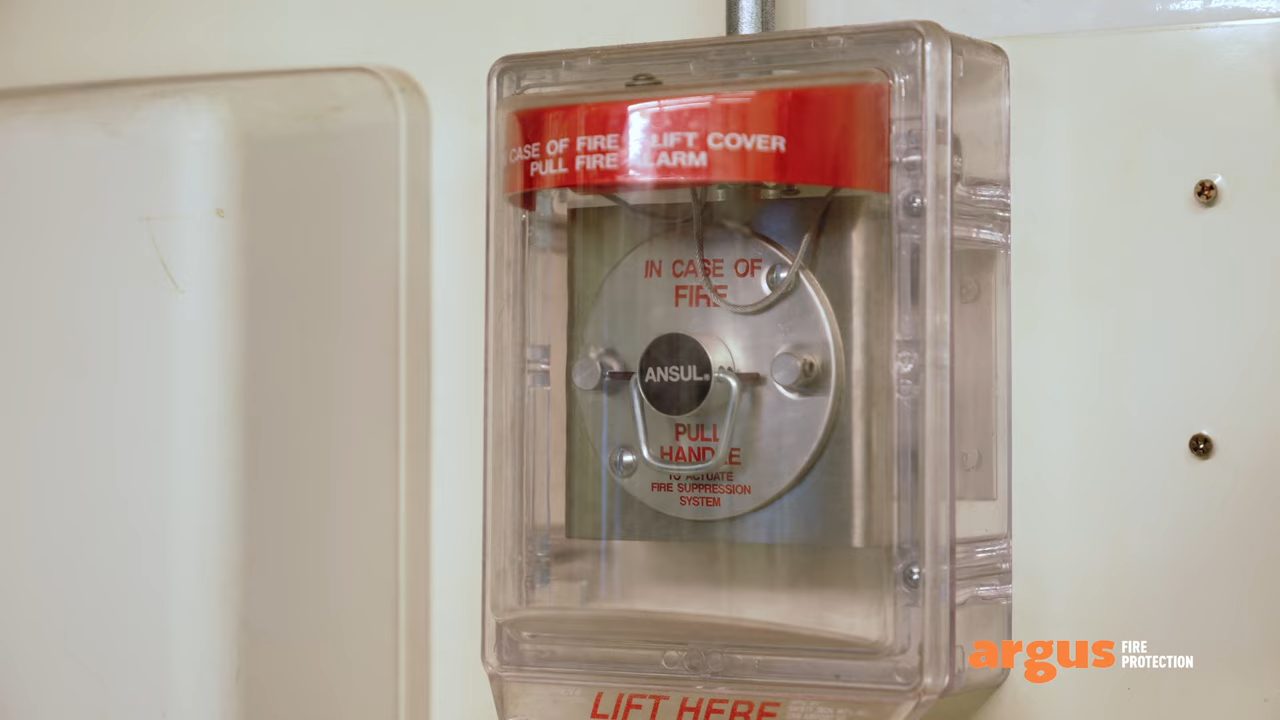 CASE OF FIRE LIFT COVER
PULL FIRE ALARM
IN CASE OF
FIRE
ANSUL®
PULL
HANDLE
TO ACTUATE
FIRE SUPPRESSION
SYSTEM
LIFT HERE
argus FIRE
PROTECTION